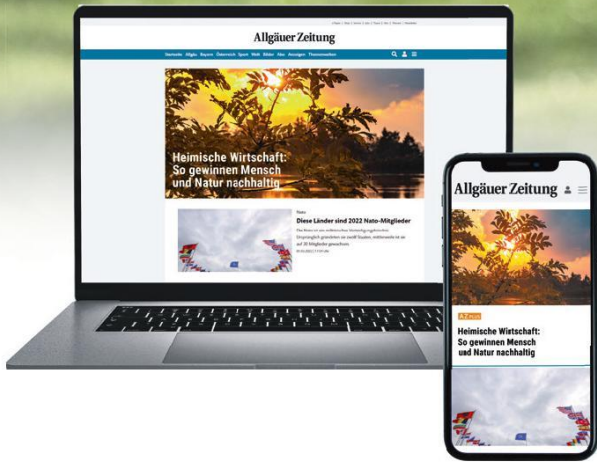 Allgäuer Zeitung
Startseite Allgäu Bayern Österreich Sport Welt Bilder Abo Anzeigen Themenwelten
Heimische Wirtschaft:
So gewinnen Mensch
und Natur nachhaltig
Nato
Diese Länder sind 2022 Nato-Mitglieder
Allgäuer Zeitung
AZ PLUS
Heimische Wirtschaft:
So gewinnen Mensch
und Natur nachhaltig